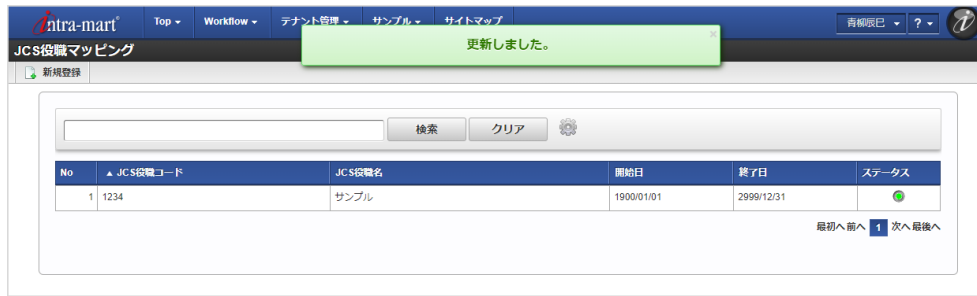 intra-mart Top Workflow テナント管理 サンプル サイトマップ 青柳辰巳 ?
JCS役職マッピング
更新しました。
新規登録
検索 クリア
No ▲ JCS役職コード JCS役職名 開始日 終了日 ステータス
1 1234 サンプル 1900/01/01 2999/12/31
最初へ 前へ 1 次へ 最後へ